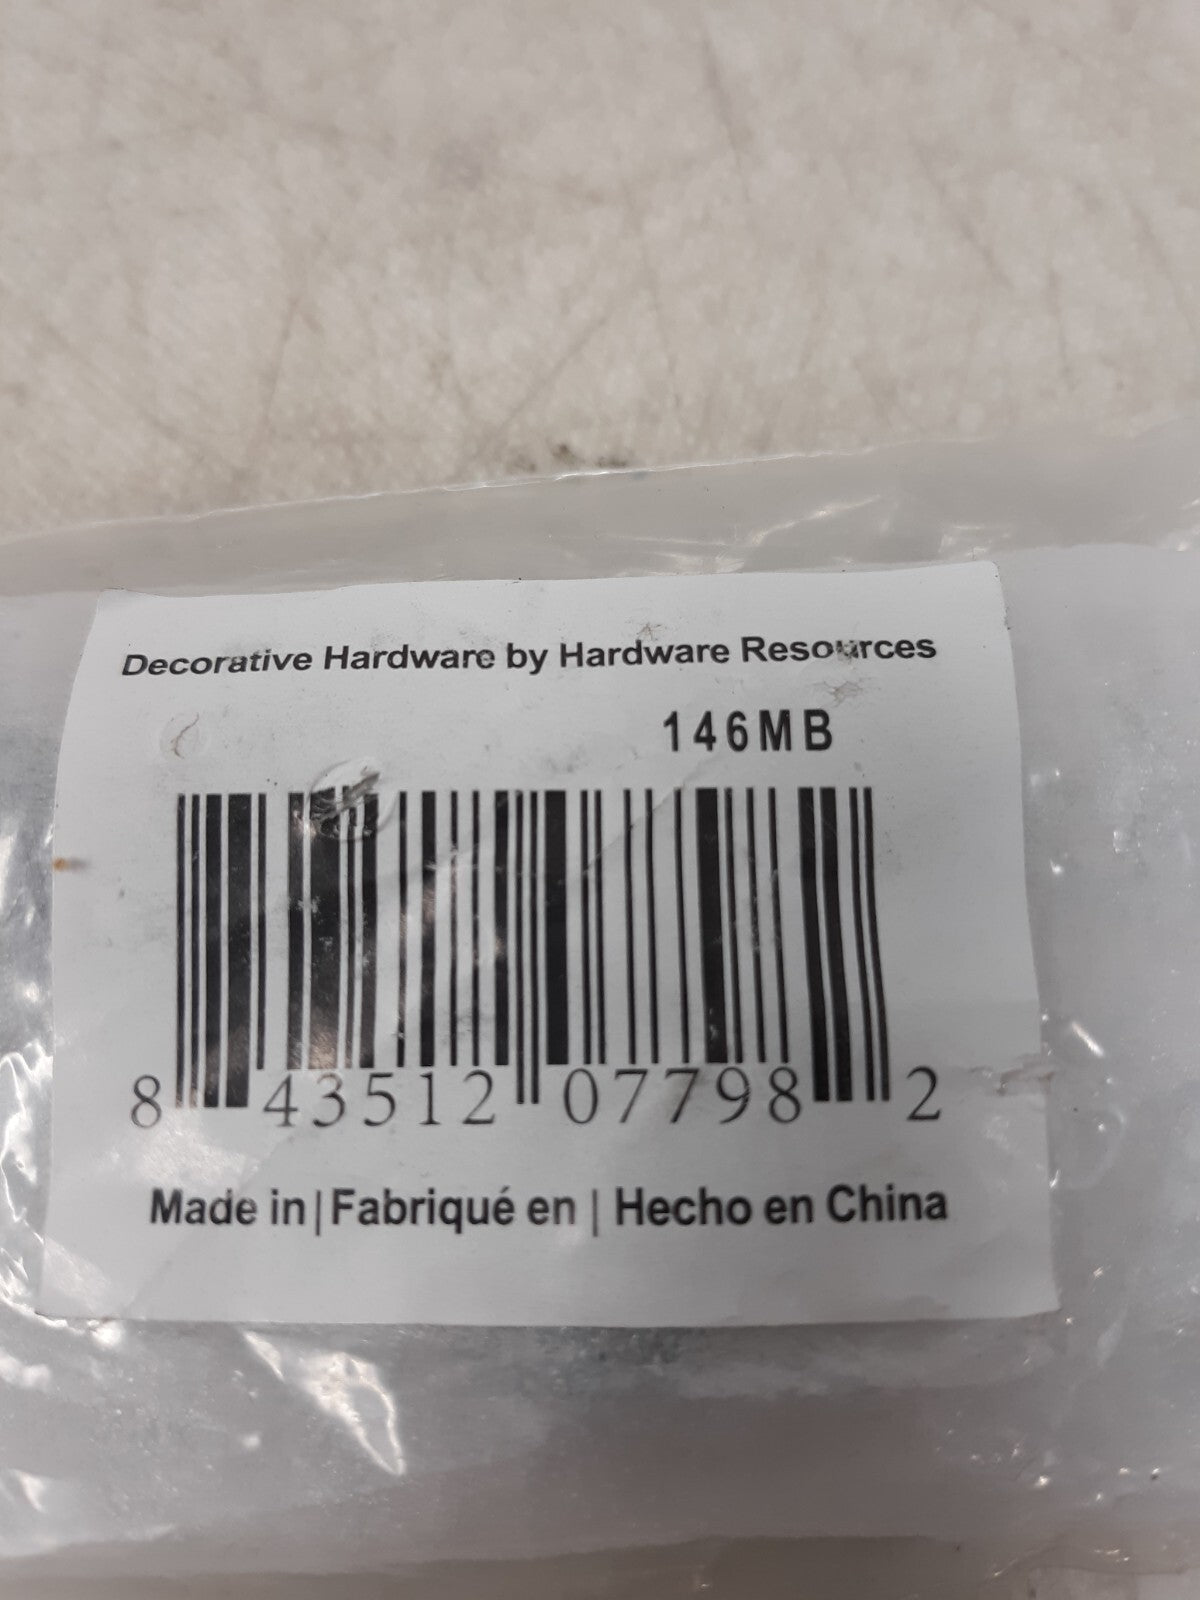 Decorative Hardware by Hardware Resources
146MB
8 43512 07798 2
Made in | Fabriqué en | Hecho en China